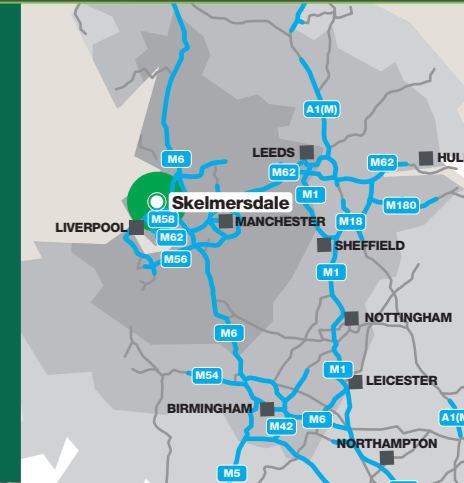 A1(M)
LEEDS
M6
M62
M62
HUL
M1
Skelmersdale
M180
M58
M18
LIVERPOOL
MANCHESTER
M62
SHEFFIELD
M56
M1
NOTTINGHAM
M6
M1
M54
LEICESTER
BIRMINGHAM
M6
A1(M
M42
NORTHAMPTON
M5